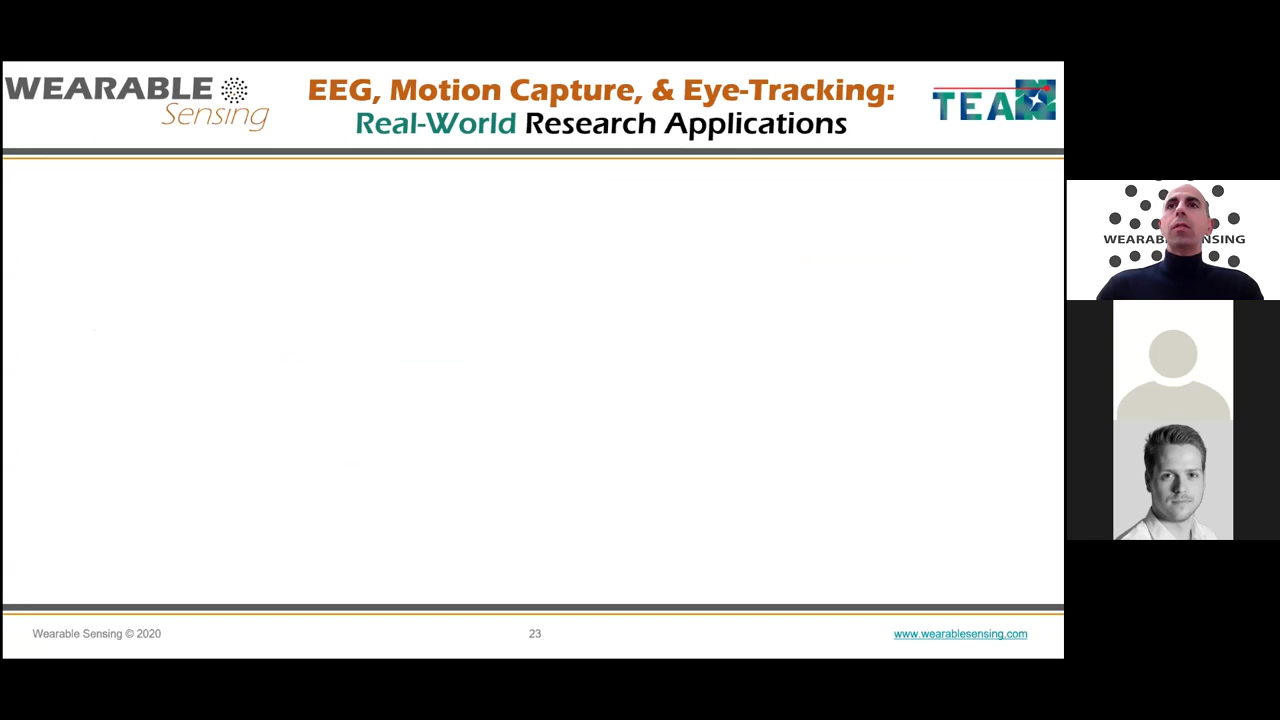 WEARABLE
Sensing
EEG, Motion Capture, & Eye-Tracking:
Real-World Research Applications
TEA
WEARAB NSING
Wearable Sensing © 2020
23
www.wearablesensing.com